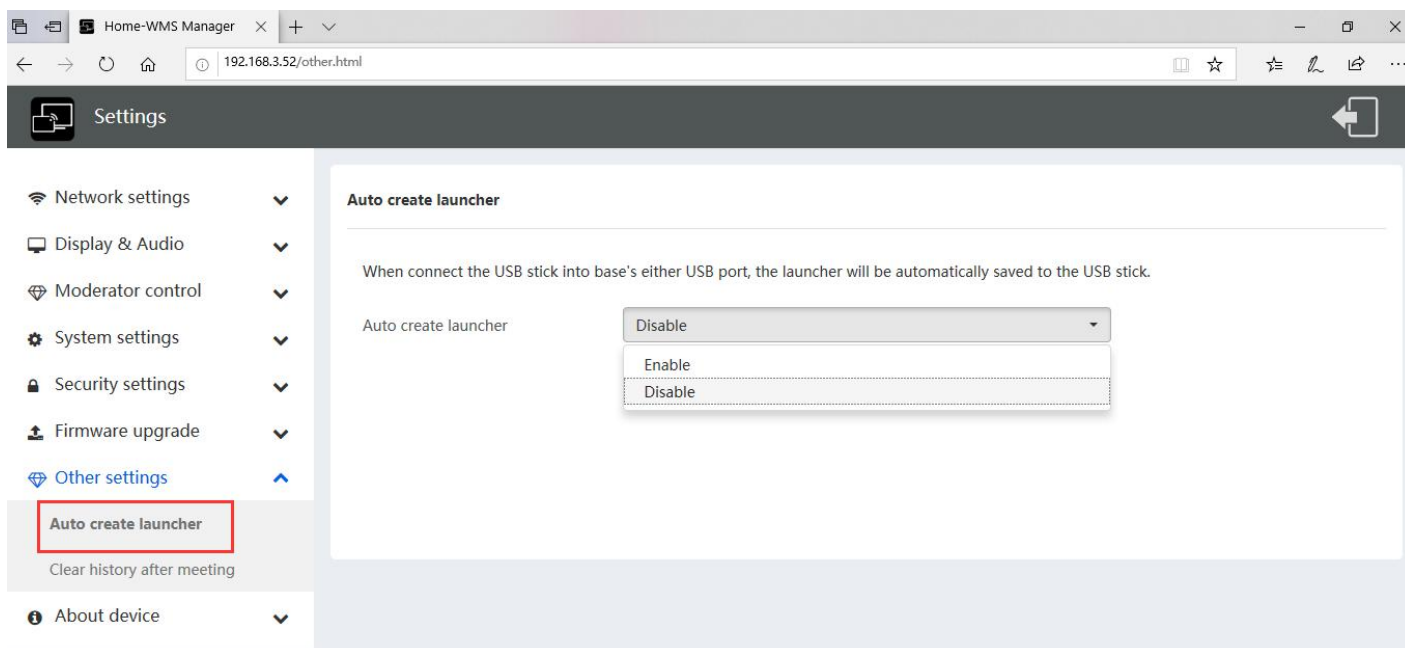 Home-WMS Manager
192.168.3.52/other.html
Settings
Network settings
Display & Audio
Moderator control
System settings
Security settings
Firmware upgrade
Other settings
Auto create launcher
Clear history after meeting
About device
Auto create launcher
When connect the USB stick into base's either USB port, the launcher will be automatically saved to the USB stick.
Auto create launcher
Disable
Enable
Disable